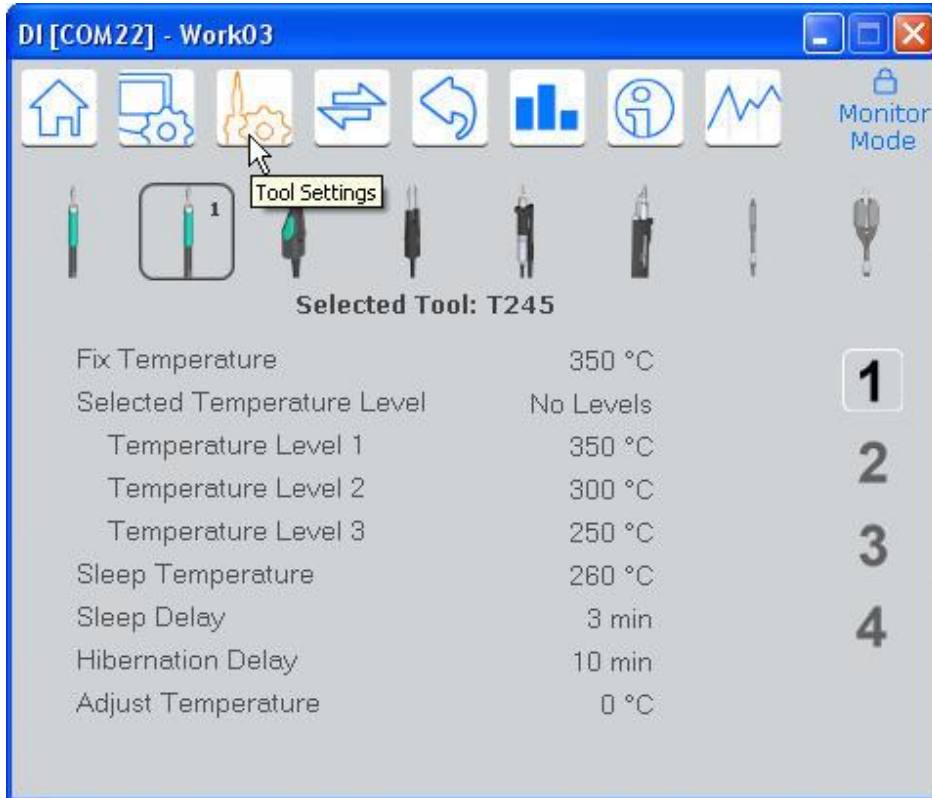 DI [COM22] - Work03
Monitor
Mode
Tool Settings
1
Selected Tool: T245
Fix Temperature 350 °C
Selected Temperature Level No Levels
Temperature Level 1 350 °C
Temperature Level 2 300 °C
Temperature Level 3 250 °C
Sleep Temperature 260 °C
Sleep Delay 3 min
Hibernation Delay 10 min
Adjust Temperature 0 °C
1
2
3
4